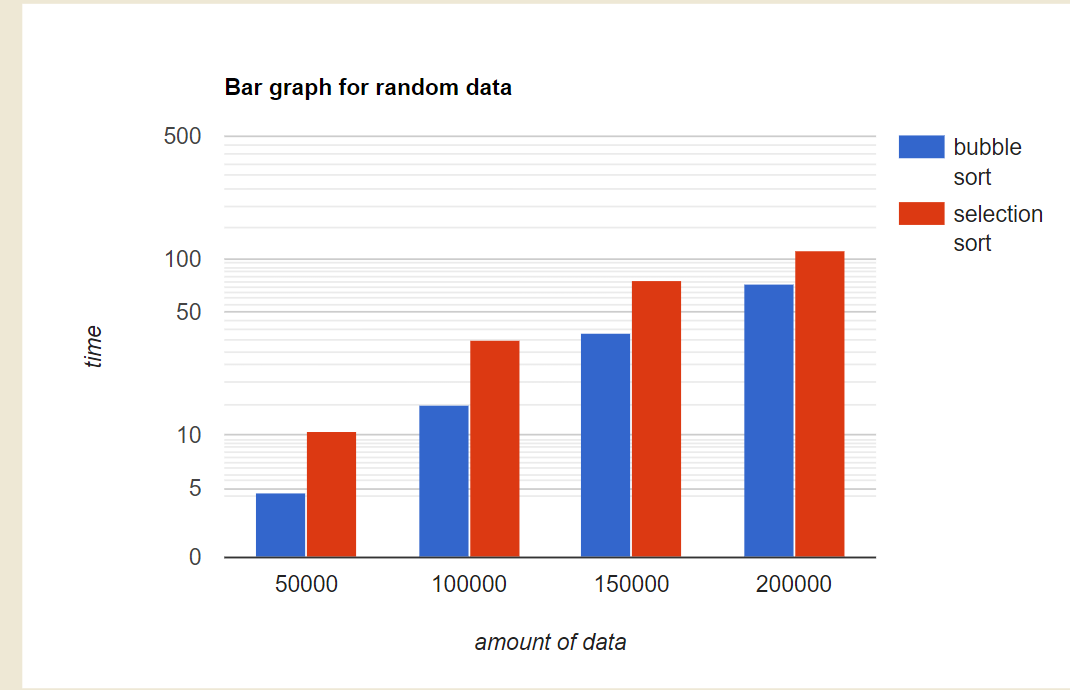 Bar graph for random data
500
100
50
10
5
0
time
50000 100000 150000 200000
amount of data
bubble
sort
selection
sort